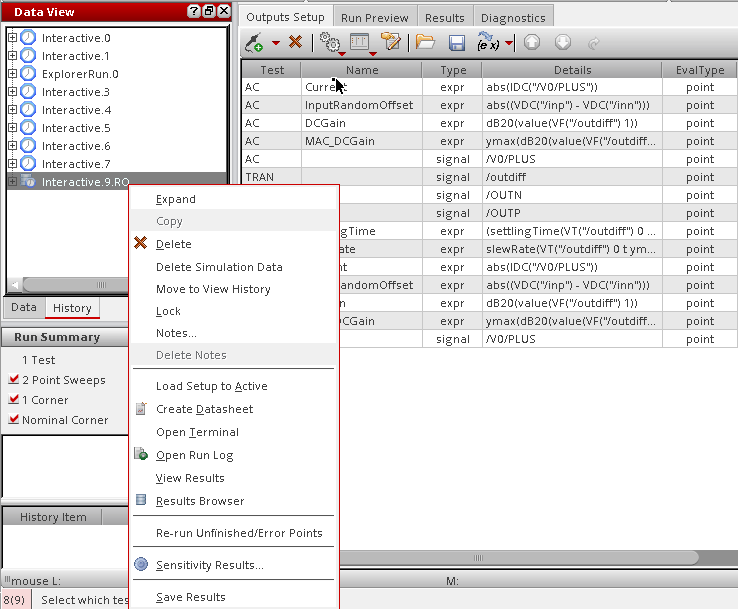 Data View
Interactive.0
Interactive.1
ExplorerRun.0
Interactive.3
Interactive.4
Interactive.5
Interactive.6
Interactive.7
Interactive.9.RO
Data History
Run Summary
1 Test
2 Point Sweeps
1 Corner
Nominal Corner
History Item
mouse L:
8(9) Select which tes
Expand
Copy
Delete
Delete Simulation Data
Move to View History
Lock
Notes...
Delete Notes
Load Setup to Active
Create Datasheet
Open Terminal
Open Run Log
View Results
Results Browser
Re-run Unfinished/Error Points
Sensitivity Results...
Save Results
Outputs Setup Run Preview Results Diagnostics
(e x)
Test Name Type Details EvalType
AC Current expr abs(IDC("/V0/PLUS")) point
AC InputRandomOffset expr abs((VDC("/inp") - VDC("/inn"))) point
AC DCGain expr dB20(value(VF("/outdiff") 1)) point
AC MAC_DCGain expr ymax(dB20(value(VF("/outdiff... point
AC signal /V0/PLUS point
TRAN signal /outdiff point
signal /OUTN point
signal /OUTP point
gTime expr (settlingTime(VT("/outdiff") 0 ... point
ate expr slewRate(VT("/outdiff") 0 t ym... point
nt expr abs(IDC("/V0/PLUS")) point
andomOffset expr abs((VDC("/inp") - VDC("/inn"))) point
n expr dB20(value(VF("/outdiff") 1)) point
DCGain expr ymax(dB20(value(VF("/outdiff... point
signal /V0/PLUS point
M: